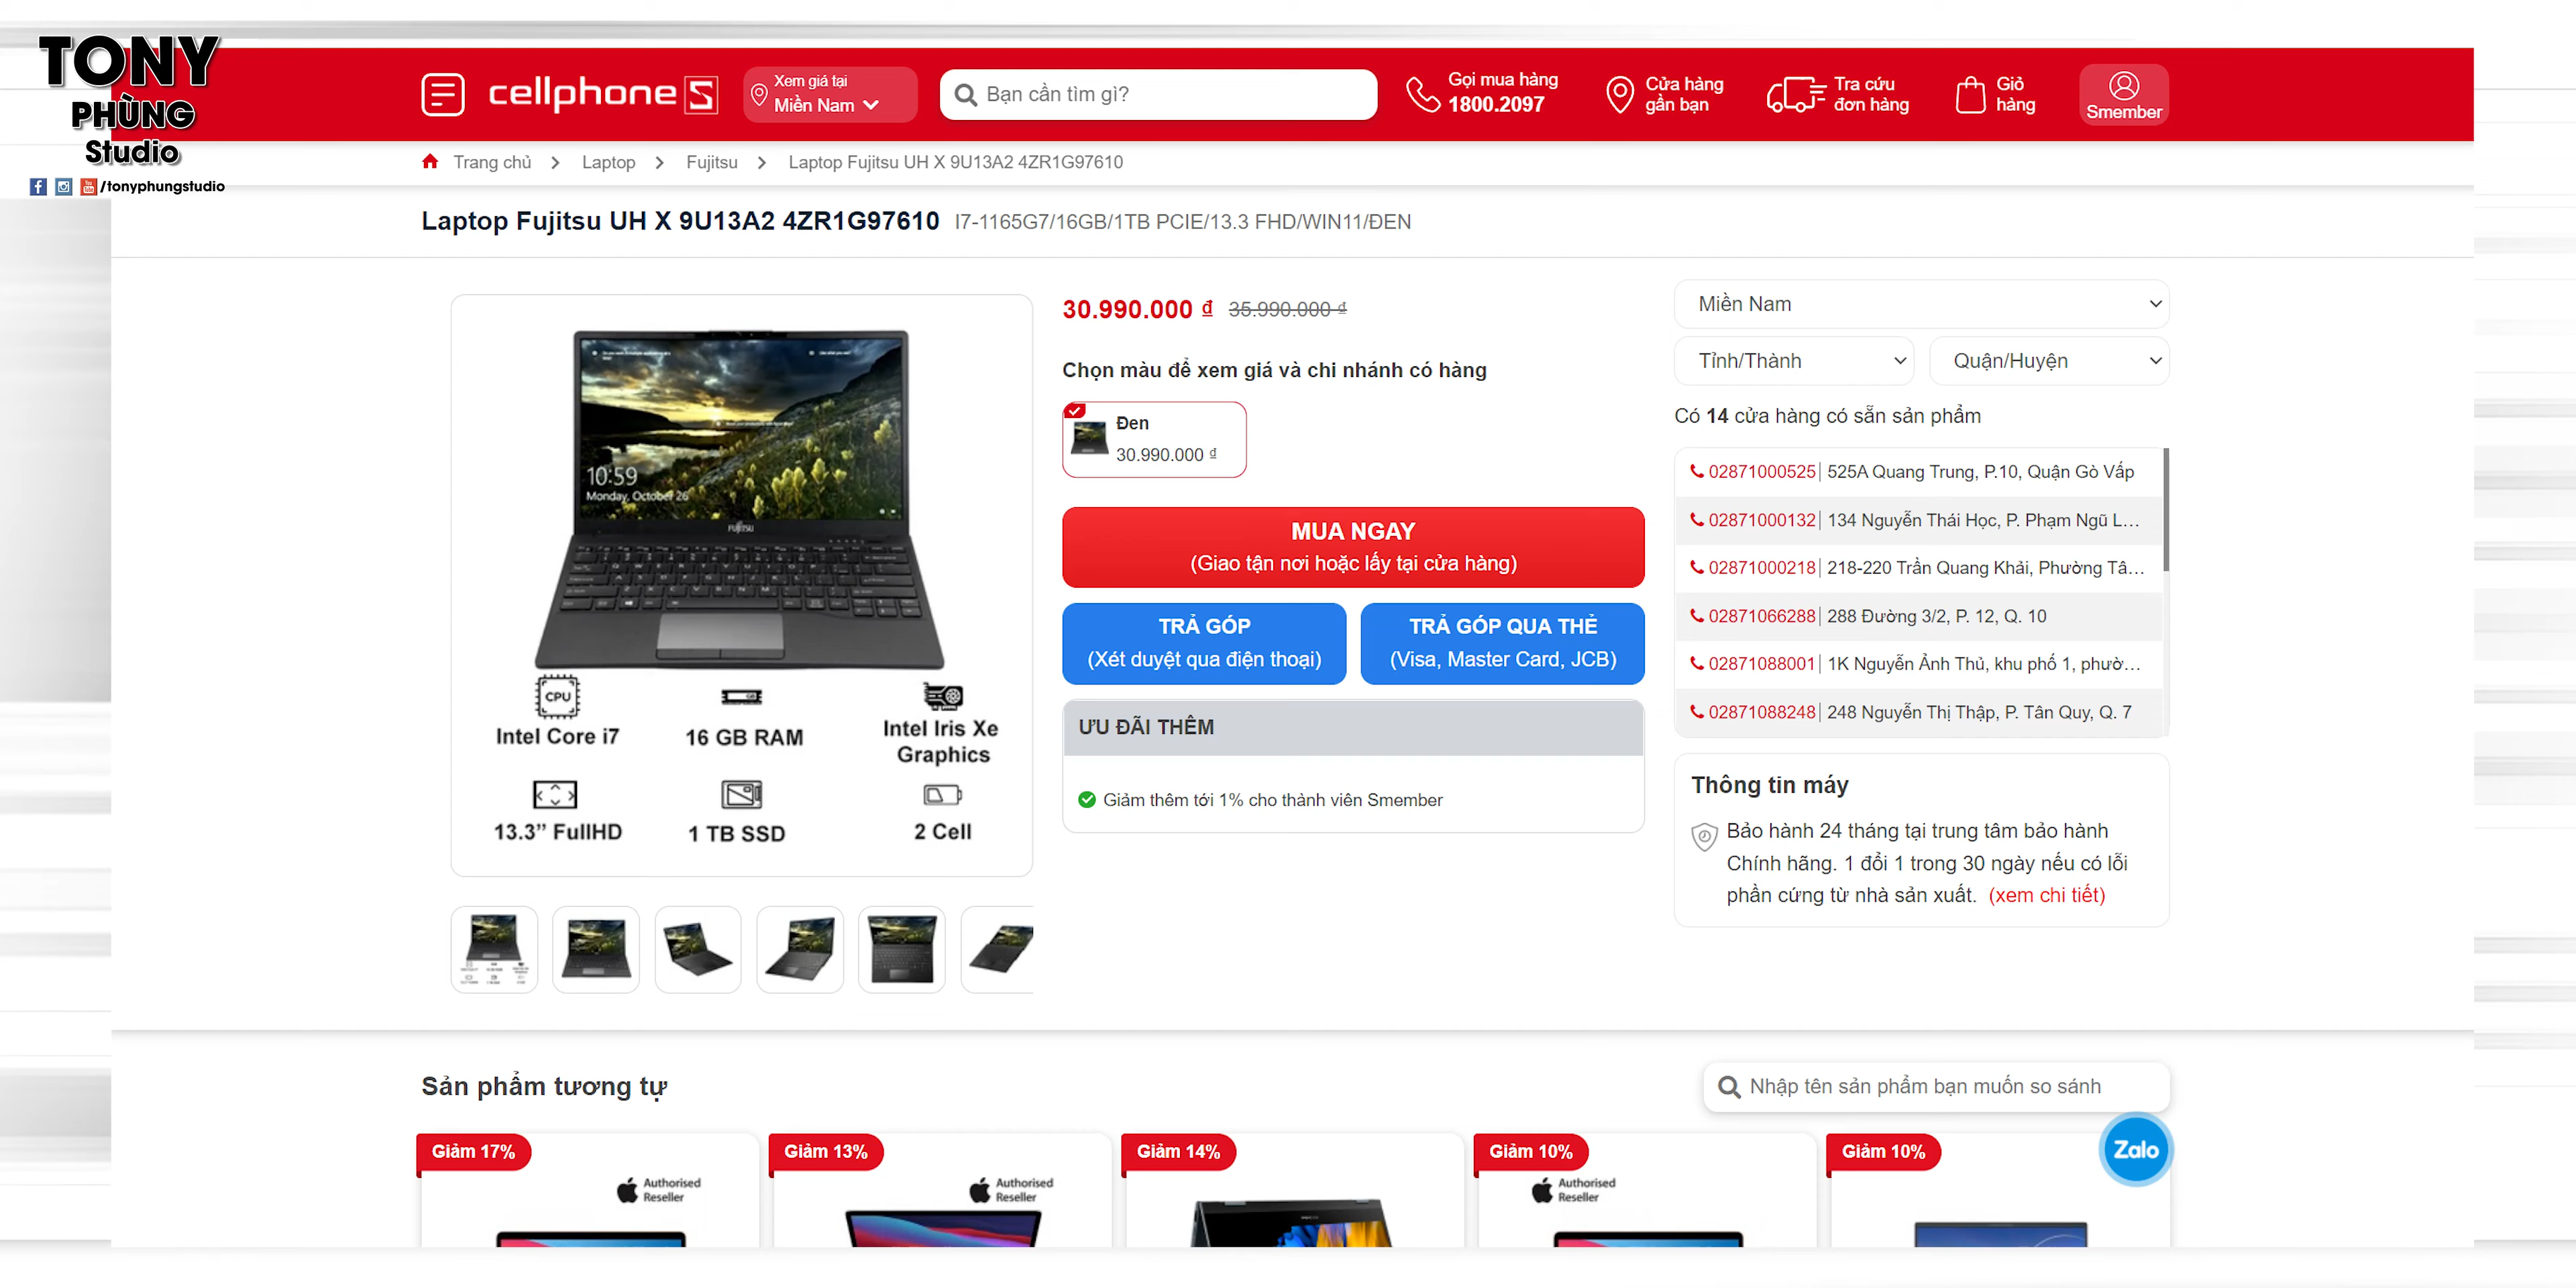 TONY
PHÙNG
Studio
/tonyphungstudio
cellphoneS
Xem giá tại
Miền Nam
Bạn cần tìm gì?
Gọi mua hàng
1800.2097
Cửa hàng
gần bạn
Tra cứu
đơn hàng
Giỏ
hàng
Smember
Trang chủ
Laptop
Fujitsu
Laptop Fujitsu UH X 9U13A2 4ZR1G97610
Laptop Fujitsu UH X 9U13A2 4ZR1G97610 I7-1165G7/16GB/1TB PCIE/13.3 FHD/WIN11/ĐEN
10:59
Monday, October 26
FUJITSU
CPU
Intel Core i7
16 GB RAM
Intel Iris Xe
Graphics
13.3” FullHD
1 TB SSD
2 Cell
30.990.000 ₫ 35.990.000 ₫
Chọn màu để xem giá và chi nhánh có hàng
Đen
30.990.000 ₫
MUA NGAY
(Giao tận nơi hoặc lấy tại cửa hàng)
TRẢ GÓP
(Xét duyệt qua điện thoại)
TRẢ GÓP QUA THẺ
(Visa, Master Card, JCB)
ƯU ĐÃI THÊM
Giảm thêm tới 1% cho thành viên Smember
Miền Nam
Tỉnh/Thành
Quận/Huyện
Có 14 cửa hàng có sẵn sản phẩm
02871000525| 525A Quang Trung, P.10, Quận Gò Vấp
02871000132| 134 Nguyễn Thái Học, P. Phạm Ngũ L...
02871000218| 218-220 Trần Quang Khải, Phường Tâ...
02871066288| 288 Đường 3/2, P. 12, Q. 10
02871088001| 1K Nguyễn Ảnh Thủ, khu phố 1, phườ...
02871088248| 248 Nguyễn Thị Thập, P. Tân Quy, Q. 7
Thông tin máy
Bảo hành 24 tháng tại trung tâm bảo hành
Chính hãng. 1 đổi 1 trong 30 ngày nếu có lỗi
phần cứng từ nhà sản xuất. (xem chi tiết)
Sản phẩm tương tự
Nhập tên sản phẩm bạn muốn so sánh
Zalo
Giảm 17%
Authorised
Reseller
Giảm 13%
Authorised
Reseller
Giảm 14%
Giảm 10%
Authorised
Reseller
Giảm 10%